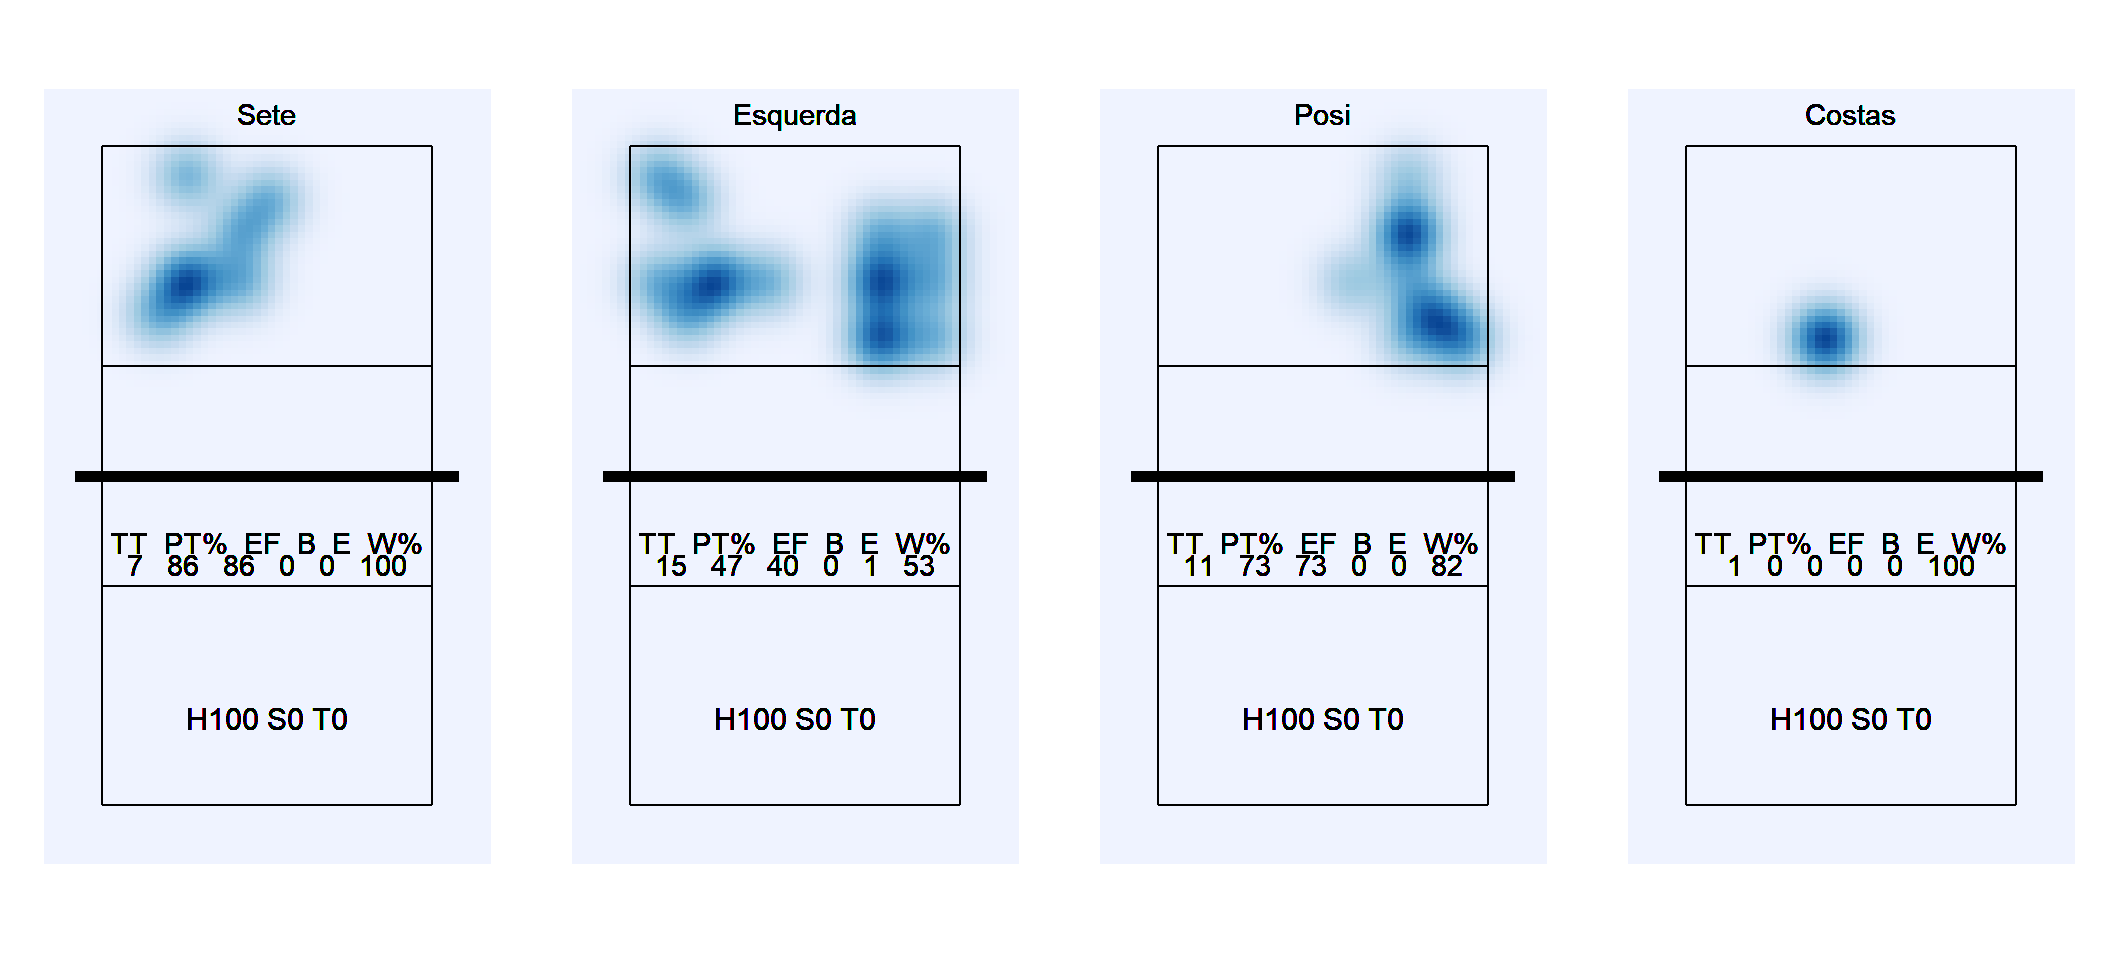 Sete
TT PT% EF B E W%
7 86 86 0 0 100
H100 S0 T0
Esquerda
TT PT% EF B E W%
15 47 40 0 1 53
H100 S0 T0
Posi
TT PT% EF B E W%
11 73 73 0 0 82
H100 S0 T0
Costas
TT PT% EF B E W%
1 0 0 0 0 100
H100 S0 T0